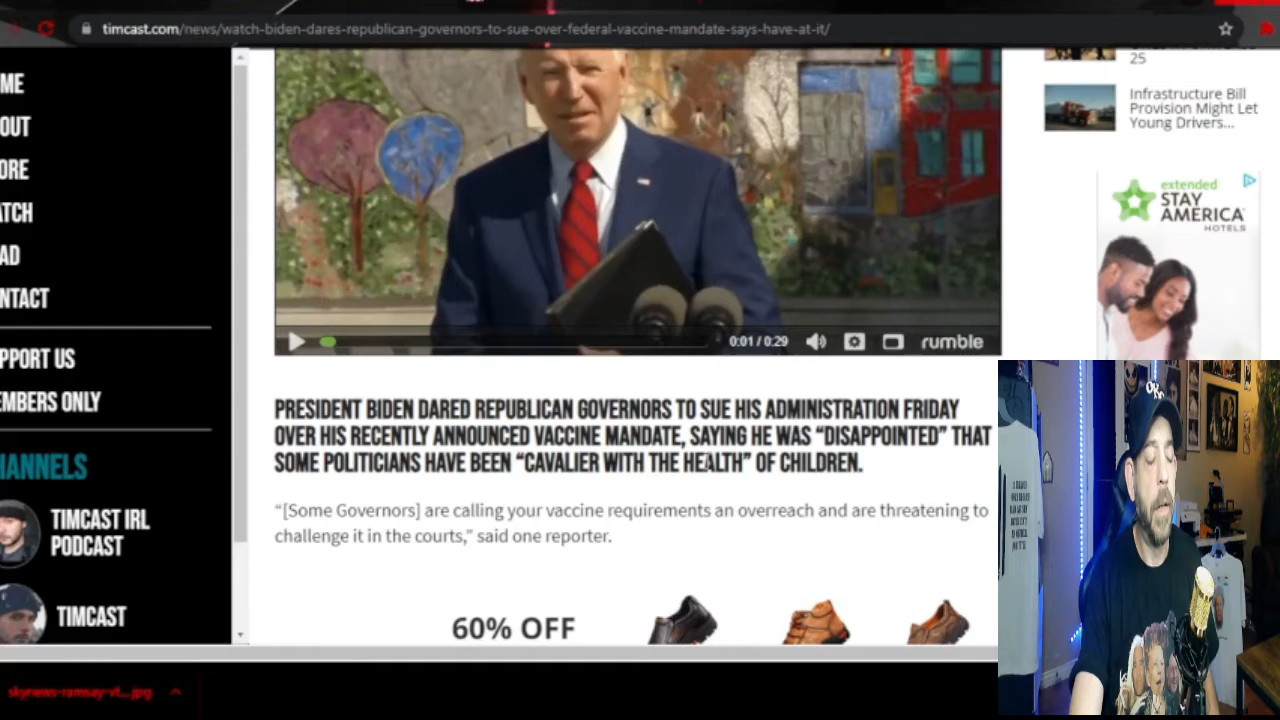 timcast.com/news/watch-biden-dares-republican-governors-to-sue-over-federal-vaccine-mandate-says-have-at-it/
ME
OUT
ORE
ATCH
AD
NTACT
PPORT US
EMBERS ONLY
HANNELS
TIMCAST IRL
PODCAST
TIMCAST
0:01 / 0:29
rumble
PRESIDENT BIDEN DARED REPUBLICAN GOVERNORS TO SUE HIS ADMINISTRATION FRIDAY
OVER HIS RECENTLY ANNOUNCED VACCINE MANDATE, SAYING HE WAS “DISAPPOINTED” THAT
SOME POLITICIANS HAVE BEEN “CAVALIER WITH THE HEALTH” OF CHILDREN.
“[Some Governors] are calling your vaccine requirements an overreach and are threatening to
challenge it in the courts,” said one reporter.
60% OFF
25
Infrastructure Bill
Provision Might Let
Young Drivers...
extended
STAY
AMERICA
HOTELS
skynews-ramsay-vt....jpg